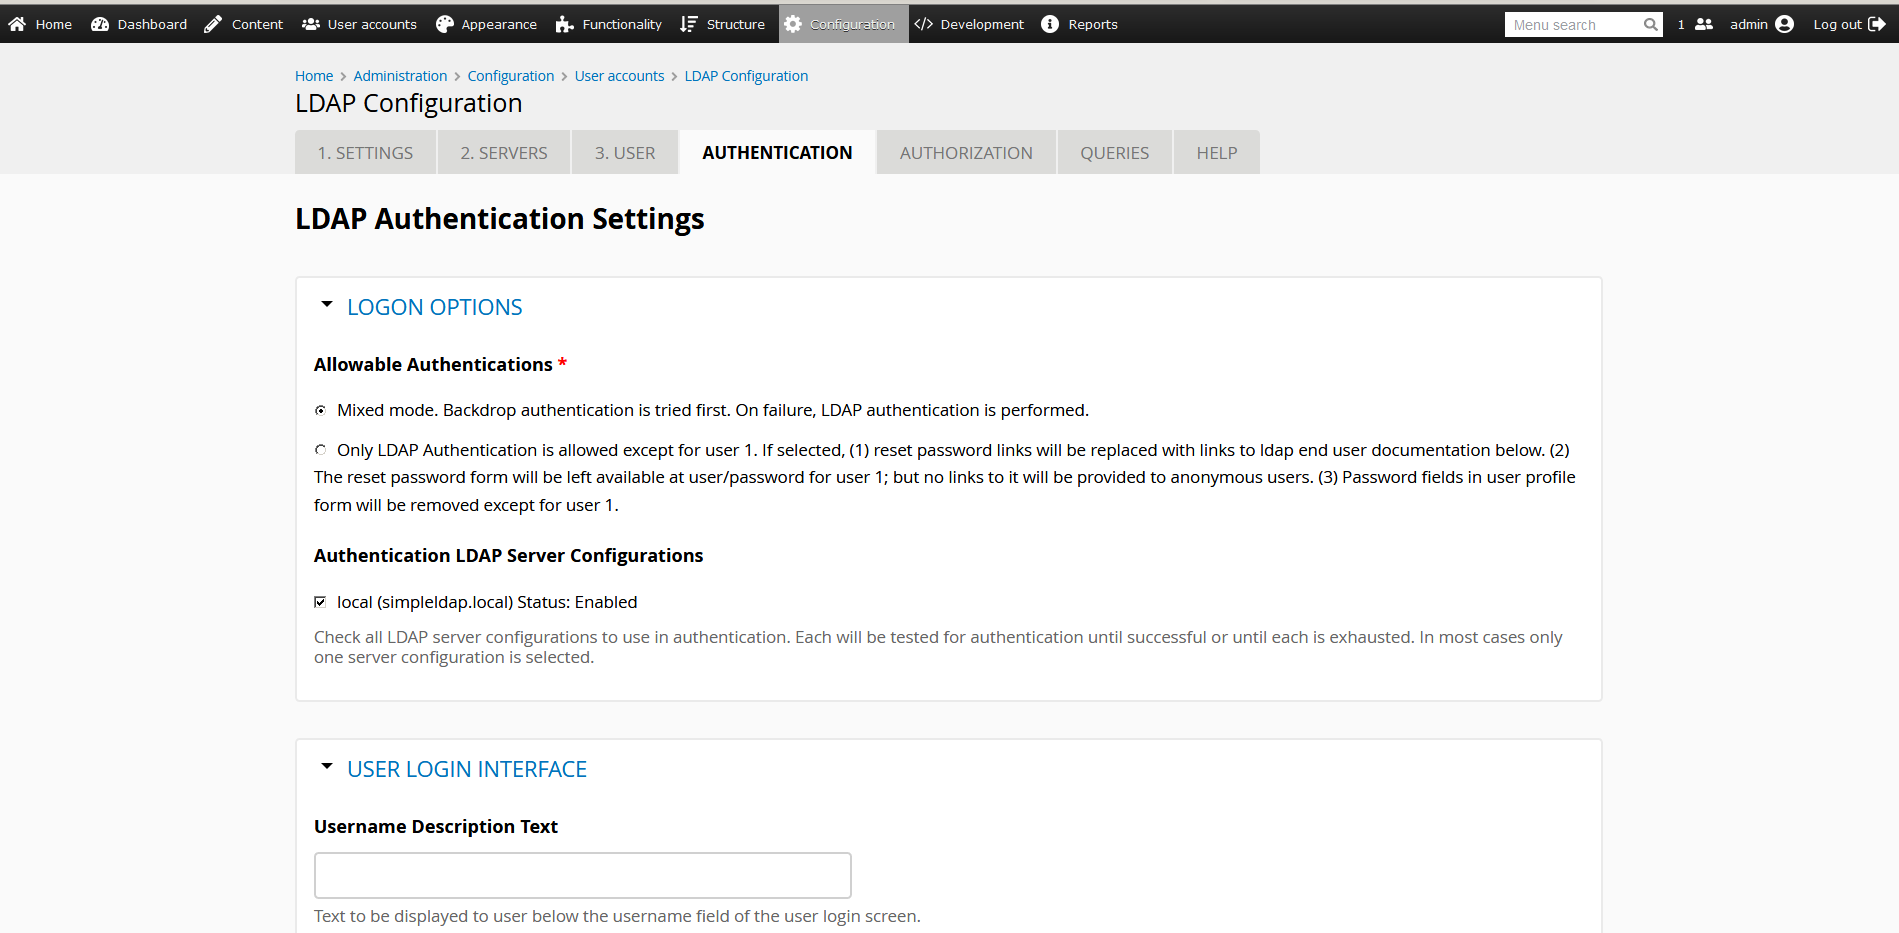 Home Dashboard Content User accounts Appearance Functionality Structure Configuration Development Reports Menu search 1 admin Log out
Home Administration Configuration User accounts LDAP Configuration
LDAP Configuration
1. SETTINGS 2. SERVERS 3. USER AUTHENTICATION AUTHORIZATION QUERIES HELP
LDAP Authentication Settings
LOGON OPTIONS
Allowable Authentications *
Mixed mode. Backdrop authentication is tried first. On failure, LDAP authentication is performed.
Only LDAP Authentication is allowed except for user 1. If selected, (1) reset password links will be replaced with links to ldap end user documentation below. (2)
The reset password form will be left available at user/password for user 1; but no links to it will be provided to anonymous users. (3) Password fields in user profile
form will be removed except for user 1.
Authentication LDAP Server Configurations
local (simpleldap.local) Status: Enabled
Check all LDAP server configurations to use in authentication. Each will be tested for authentication until successful or until each is exhausted. In most cases only
one server configuration is selected.
USER LOGIN INTERFACE
Username Description Text
Text to be displayed to user below the username field of the user login screen.